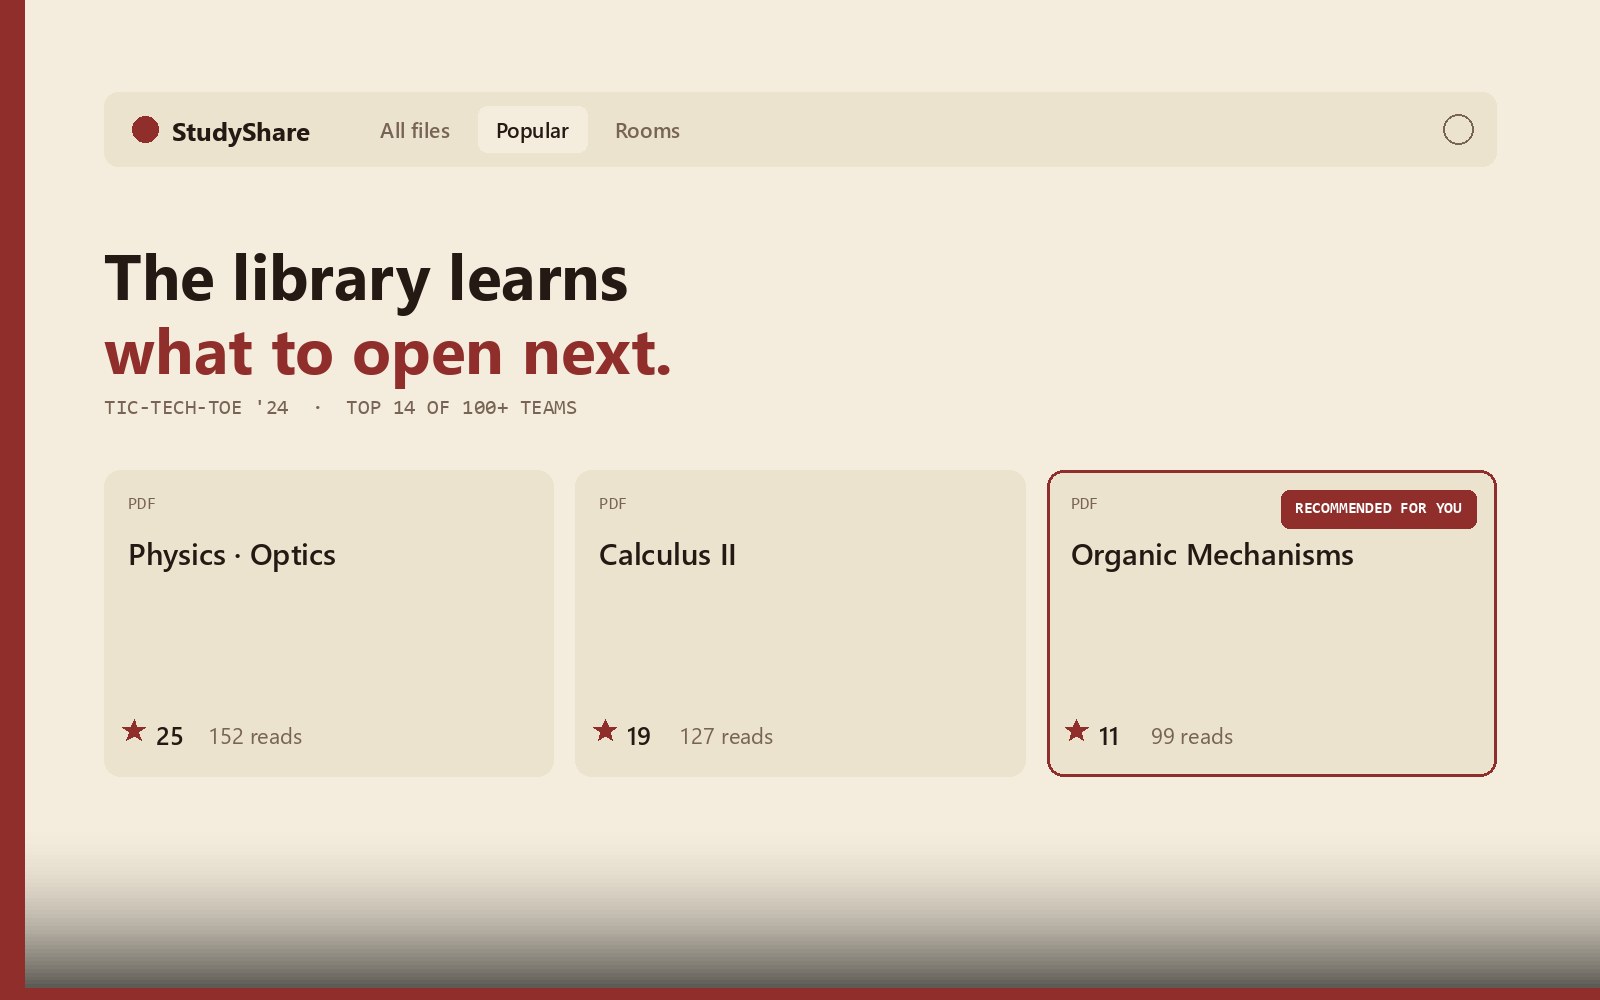 StudyShare All files Popular Rooms
The library learns
what to open next.
TIC-TECH-TOE '24 · TOP 14 OF 100+ TEAMS
PDF
Physics · Optics
25 152 reads
PDF
Calculus II
19 127 reads
PDF RECOMMENDED FOR YOU
Organic Mechanisms
11 99 reads